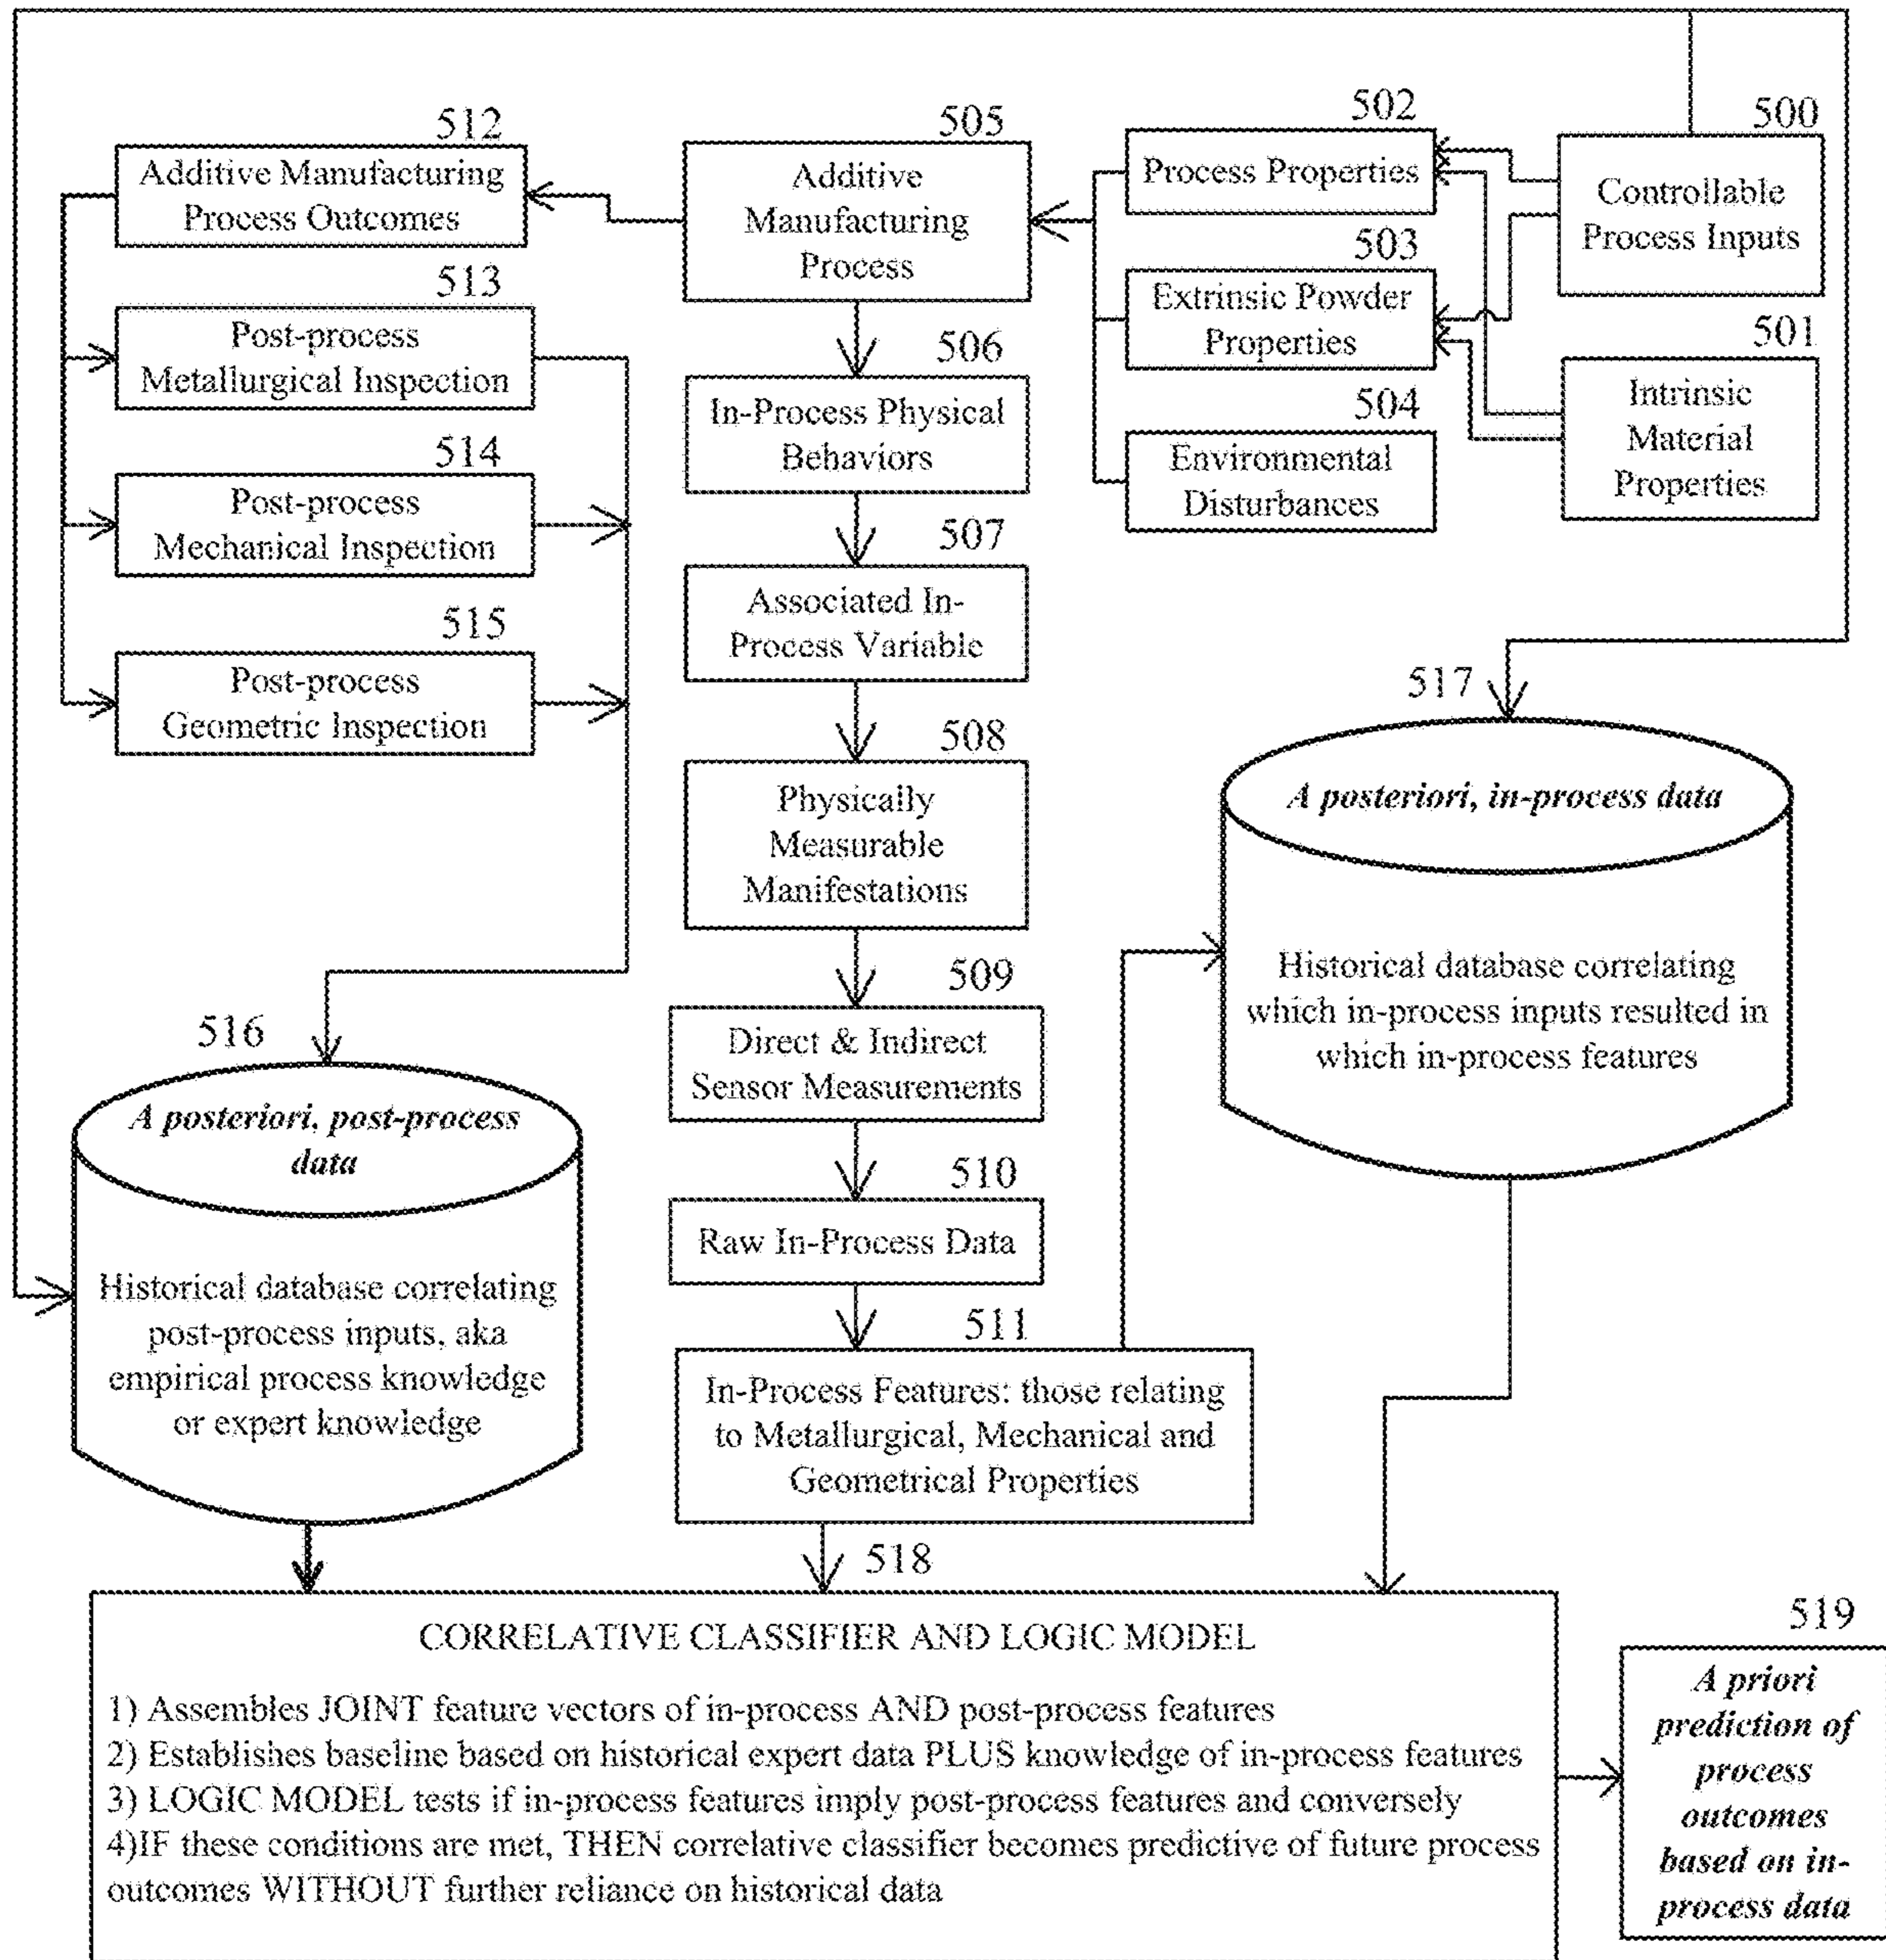 512
Additive Manufacturing
Process Outcomes
513
Post-process
Metallurgical Inspection
514
Post-process
Mechanical Inspection
515
Post-process
Geometric Inspection
505
Additive
Manufacturing
Process
506
In-Process Physical
Behaviors
507
Associated In-
Process Variable
508
Physically
Measurable
Manifestations
509
Direct & Indirect
Sensor Measurements
510
Raw In-Process Data
511
In-Process Features: those relating
to Metallurgical, Mechanical and
Geometrical Properties
502
Process Properties
503
Extrinsic Powder
Properties
504
Environmental
Disturbances
500
Controllable
Process Inputs
501
Intrinsic
Material
Properties
517
A posteriori, in-process data
Historical database correlating
which in-process inputs resulted in
which in-process features
516
A posteriori, post-process
data
Historical database correlating
post-process inputs, aka
empirical process knowledge
or expert knowledge
518
CORRELATIVE CLASSIFIER AND LOGIC MODEL
1) Assembles JOINT feature vectors of in-process AND post-process features
2) Establishes baseline based on historical expert data PLUS knowledge of in-process features
3) LOGIC MODEL tests if in-process features imply post-process features and conversely
4)IF these conditions are met, THEN correlative classifier becomes predictive of future process
outcomes WITHOUT further reliance on historical data
519
A priori
prediction of
process
outcomes
based on in-
process data